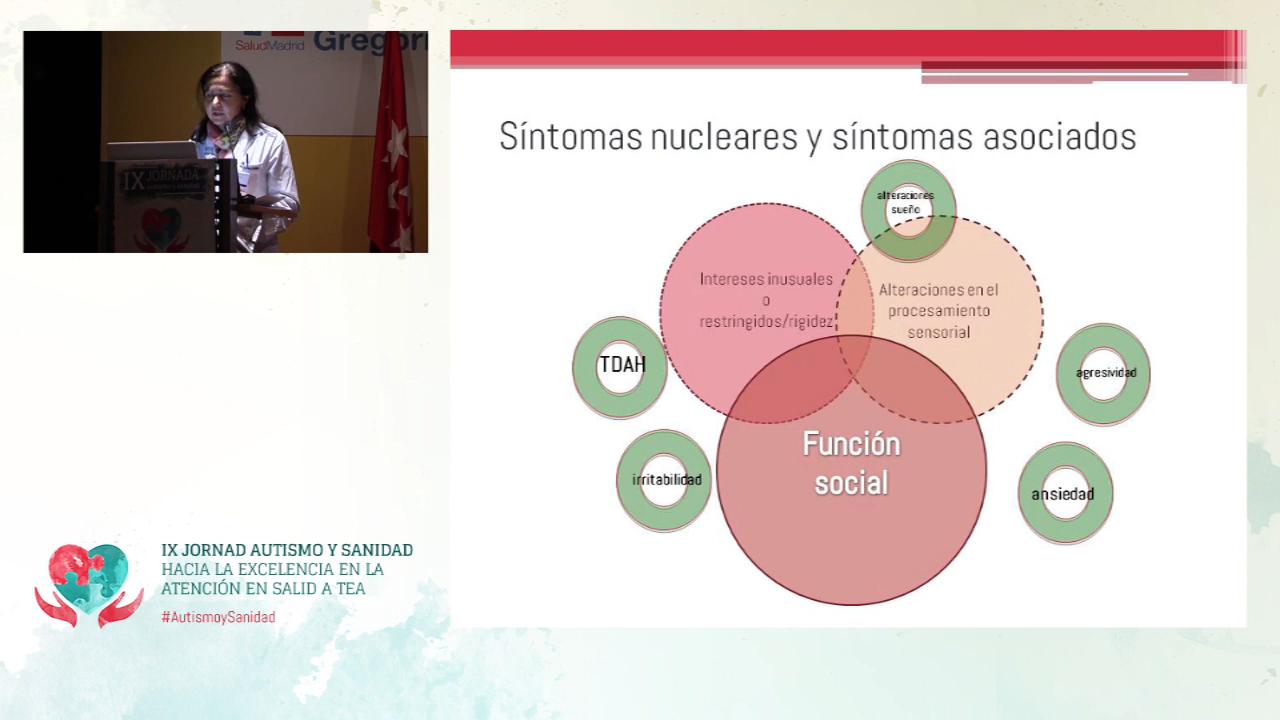 SaludMadrid
Gregori
IX JORNADA
Síntomas nucleares y síntomas asociados
alteraciones
sueño
Intereses inusuales
o
restringidos/rigidez
Alteraciones en el
procesamiento
sensorial
TDAH
agresividad
Función
social
irritabilidad
ansiedad
IX JORNAD AUTISMO Y SANIDAD
HACIA LA EXCELENCIA EN LA
ATENCIÓN EN SALID A TEA
#AutismoySanidad